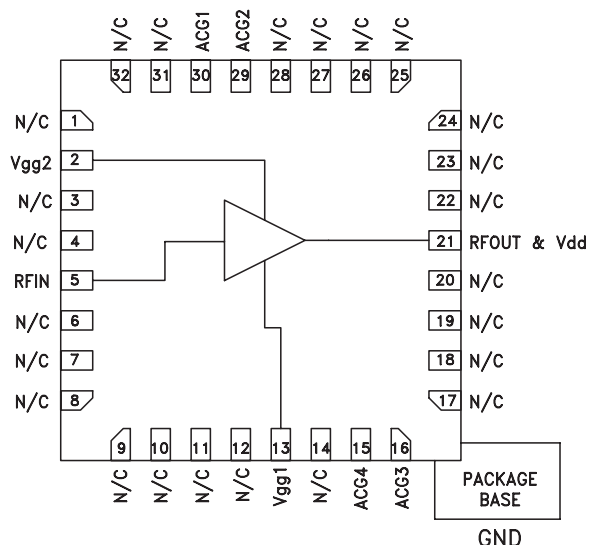 N/C N/C ACG1 ACG2 N/C N/C N/C N/C
32 31 30 29 28 27 26 25
N/C 1
Vgg2 2
N/C 3
N/C 4
RFIN 5
N/C 6
N/C 7
N/C 8
24 N/C
23 N/C
22 N/C
21 RFOUT & Vdd
20 N/C
19 N/C
18 N/C
17 N/C
9 10 11 12 13 14 15 16
N/C N/C N/C N/C Vgg1 N/C ACG4 ACG3
PACKAGE
BASE
GND